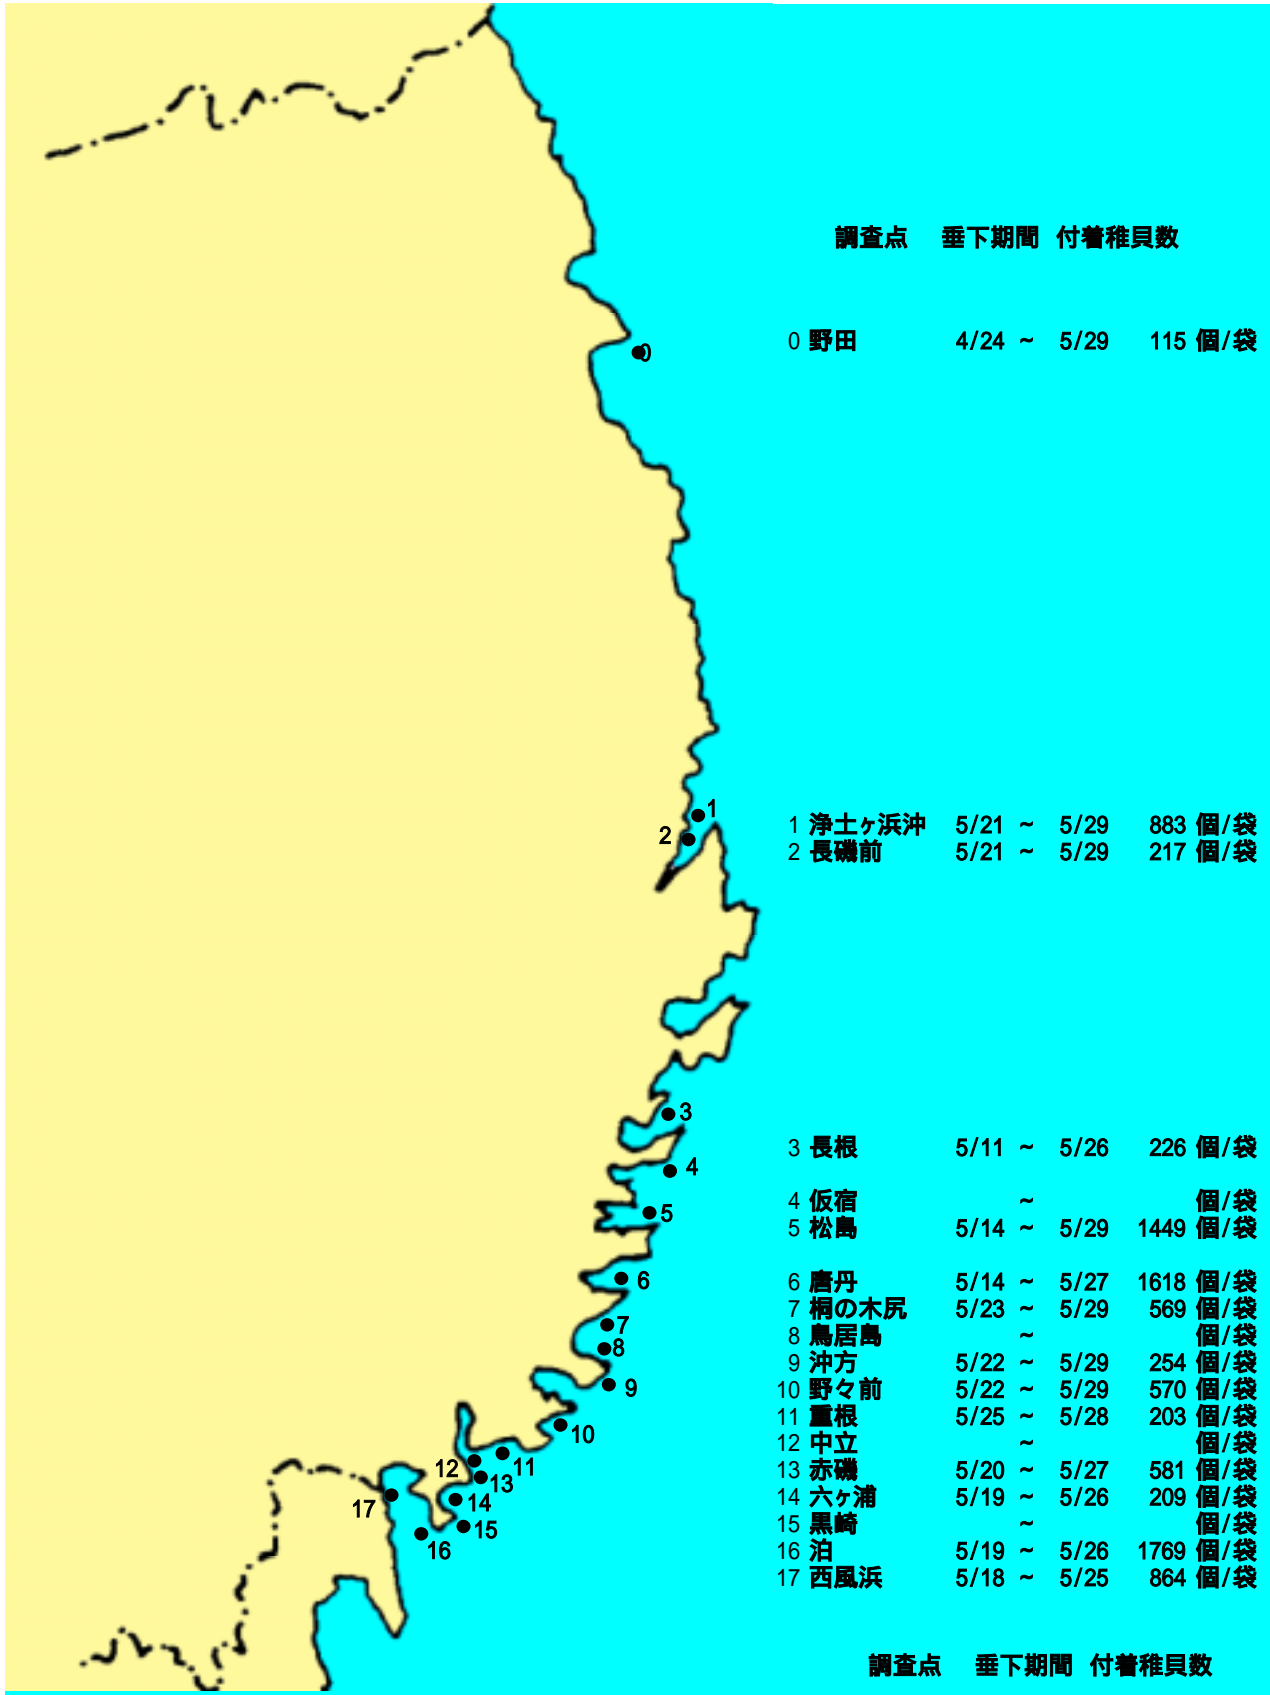 調査点 垂下期間 付着稚貝数
0 野田 4/24 ~ 5/29 115 個/袋
0
1 浄土ヶ浜沖 5/21 ~ 5/29 883 個/袋
2 長磯前 5/21 ~ 5/29 217 個/袋
1
2
3 長根 5/11 ~ 5/26 226 個/袋
4 仮宿 ~ 個/袋
5 松島 5/14 ~ 5/29 1449 個/袋
6 唐丹 5/14 ~ 5/27 1618 個/袋
7 桐の木尻 5/23 ~ 5/29 569 個/袋
8 鳥居島 ~ 個/袋
9 沖方 5/22 ~ 5/29 254 個/袋
10 野々前 5/22 ~ 5/29 570 個/袋
11 重根 5/25 ~ 5/28 203 個/袋
12 中立 ~ 個/袋
13 赤磯 5/20 ~ 5/27 581 個/袋
14 六ヶ浦 5/19 ~ 5/26 209 個/袋
15 黒崎 ~ 個/袋
16 泊 5/19 ~ 5/26 1769 個/袋
17 西風浜 5/18 ~ 5/25 864 個/袋
3
4
5
6
7
8
9
10
11
12
13
14
15
16
17
調査点 垂下期間 付着稚貝数